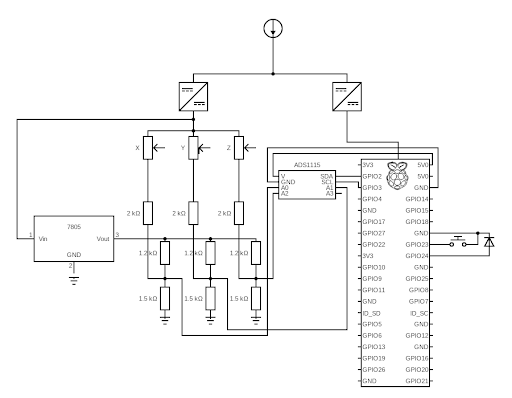 X
Y
Z
ADS1115
V
GND
A0
A2
SDA
SCL
A1
A3
2 kΩ
2 kΩ
2 kΩ
7805
1
Vin
Vout
3
GND
2
1.2 kΩ
1.2 kΩ
1.2 kΩ
1.5 kΩ
1.5 kΩ
1.5 kΩ
3V3
5V0
GPIO2
5V0
GPIO3
GND
GPIO4
GPIO14
GND
GPIO15
GPIO17
GPIO18
GPIO27
GND
GPIO22
GPIO23
3V3
GPIO24
GPIO10
GND
GPIO9
GPIO25
GPIO11
GPIO8
GND
GPIO7
ID_SD
ID_SC
GPIO5
GND
GPIO6
GPIO12
GPIO13
GND
GPIO19
GPIO16
GPIO26
GPIO20
GND
GPIO21